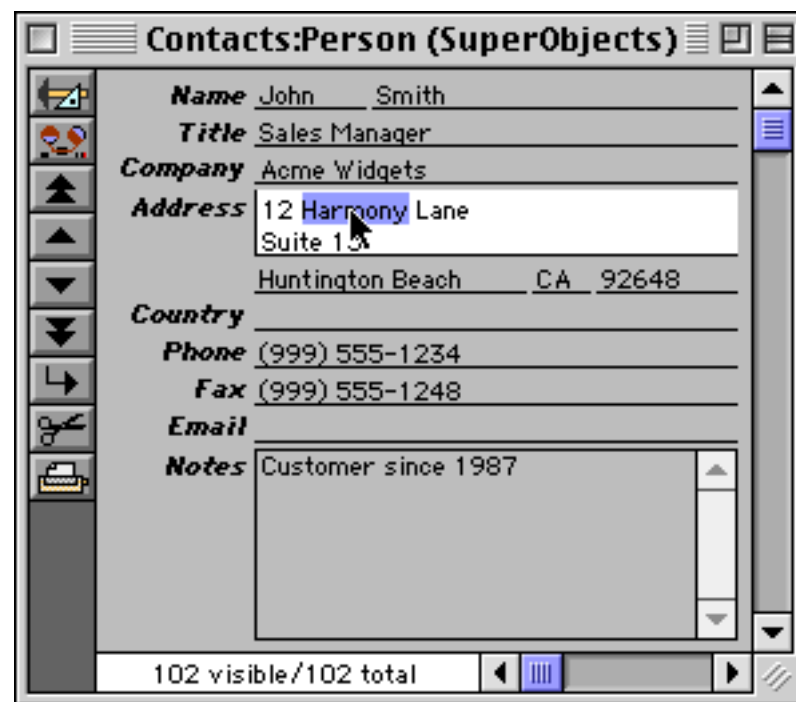 Contacts:Person (SuperObjects)
Name John Smith
Title Sales Manager
Company Acme Widgets
Address 12 Harmony Lane
Suite
Huntington Beach CA 92648
Country
Phone (999) 555-1234
Fax (999) 555-1248
Email
Notes Customer since 1987
102 visible/102 total